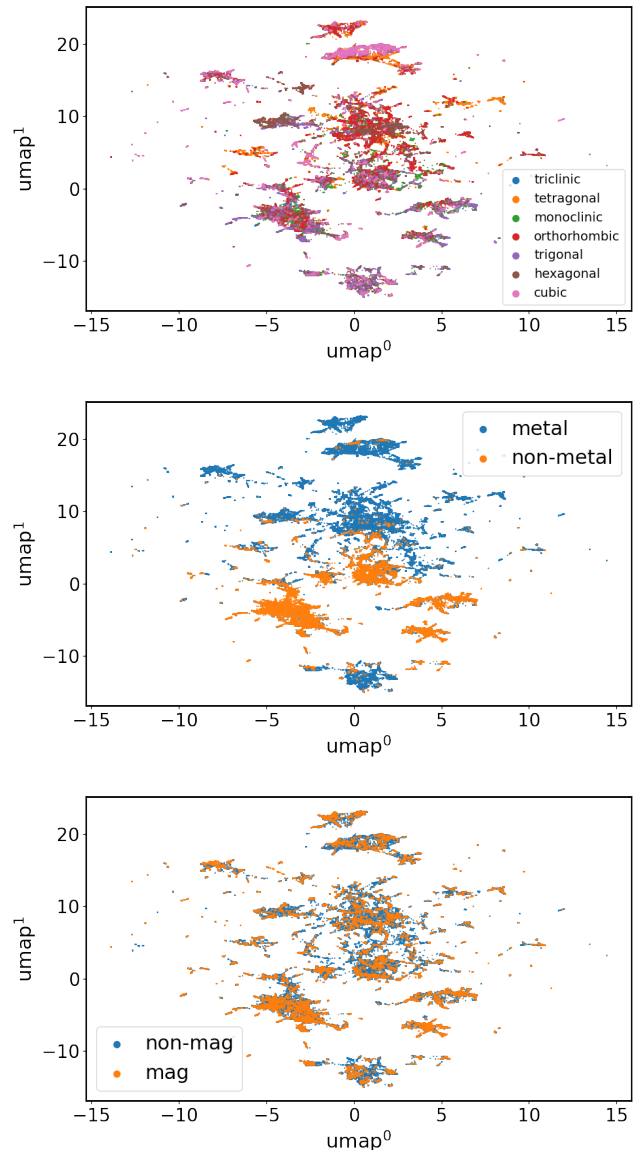 20
10
0
−10
umap¹
−15
−10
−5
0
5
10
15
umap⁰
triclinic
tetragonal
monoclinic
orthorhombic
trigonal
hexagonal
cubic
20
10
0
−10
umap¹
−15
−10
−5
0
5
10
15
umap⁰
metal
non-metal
20
10
0
−10
umap¹
−15
−10
−5
0
5
10
15
umap⁰
non-mag
mag